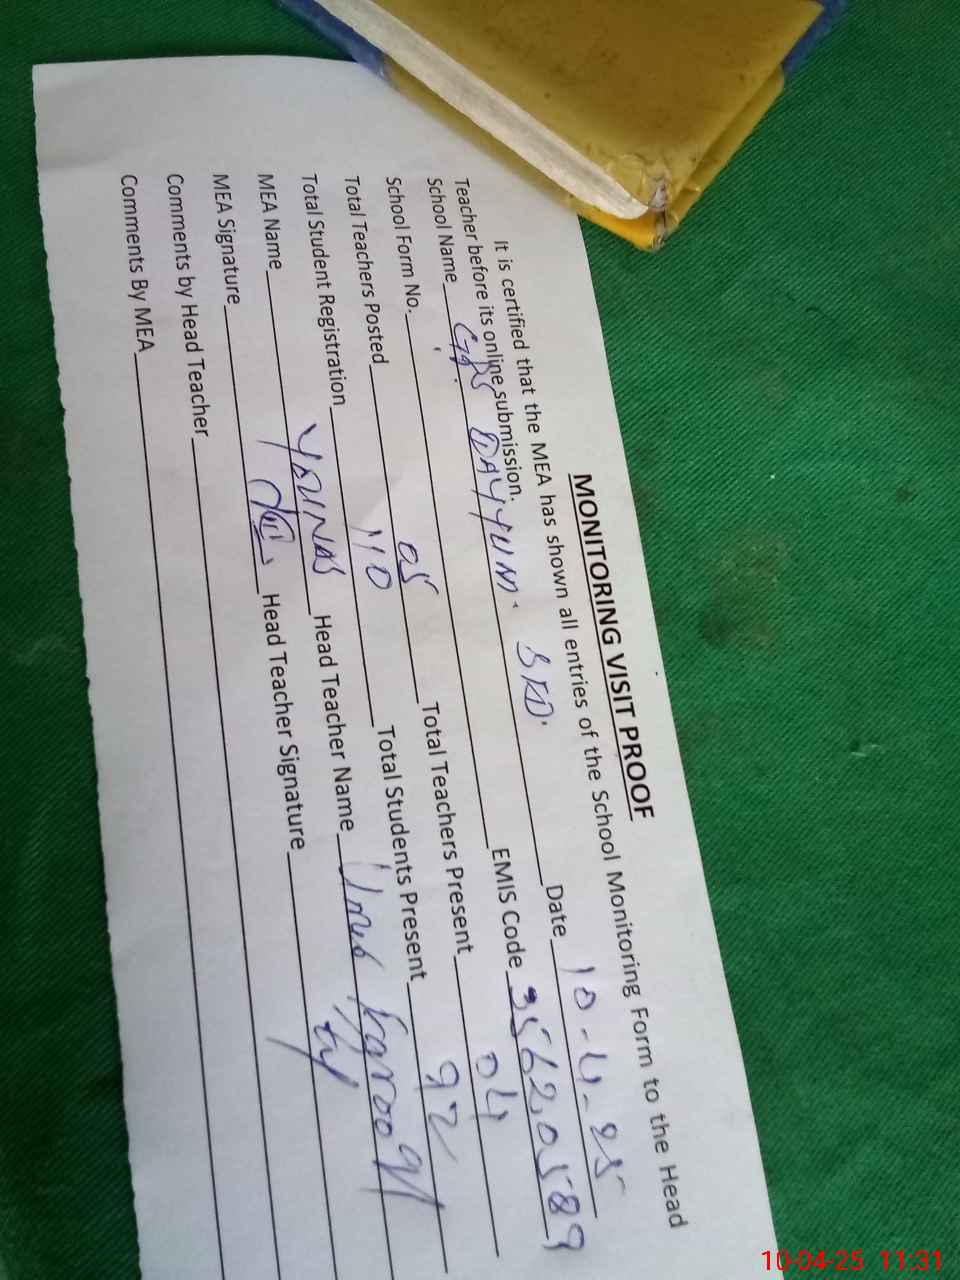 MONITORING VISIT PROOF
It is certified that the MEA has shown all entries of the School Monitoring Form to the Head
Teacher before its online submission.
School Name GPS DAYYUM. SKD. Date 10-4-25
School Form No. EMIS Code 35620589
Total Teachers Posted 05 Total Teachers Present 04
Total Student Registration 110 Total Students Present 92
MEA Name YOUNAS Head Teacher Name Umeb Farooq
MEA Signature Head Teacher Signature
Comments by Head Teacher
Comments By MEA
10-04-25 11:31